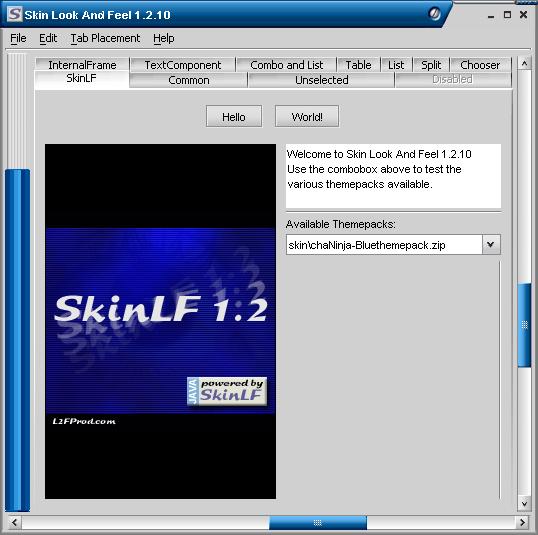 Skin Look And Feel 1.2.10
File Edit Tab Placement Help
InternalFrame TextComponent Combo and List Table List Split Chooser
SkinLF Common Unselected Disabled
Hello World!
Welcome to Skin Look And Feel 1.2.10
Use the combobox above to test the
various themepacks available.
Available Themepacks:
skin\chaNinja-Bluethemepack.zip
SkinLF 1.2
JAVA
powered by
SkinLF
L2FProd.com